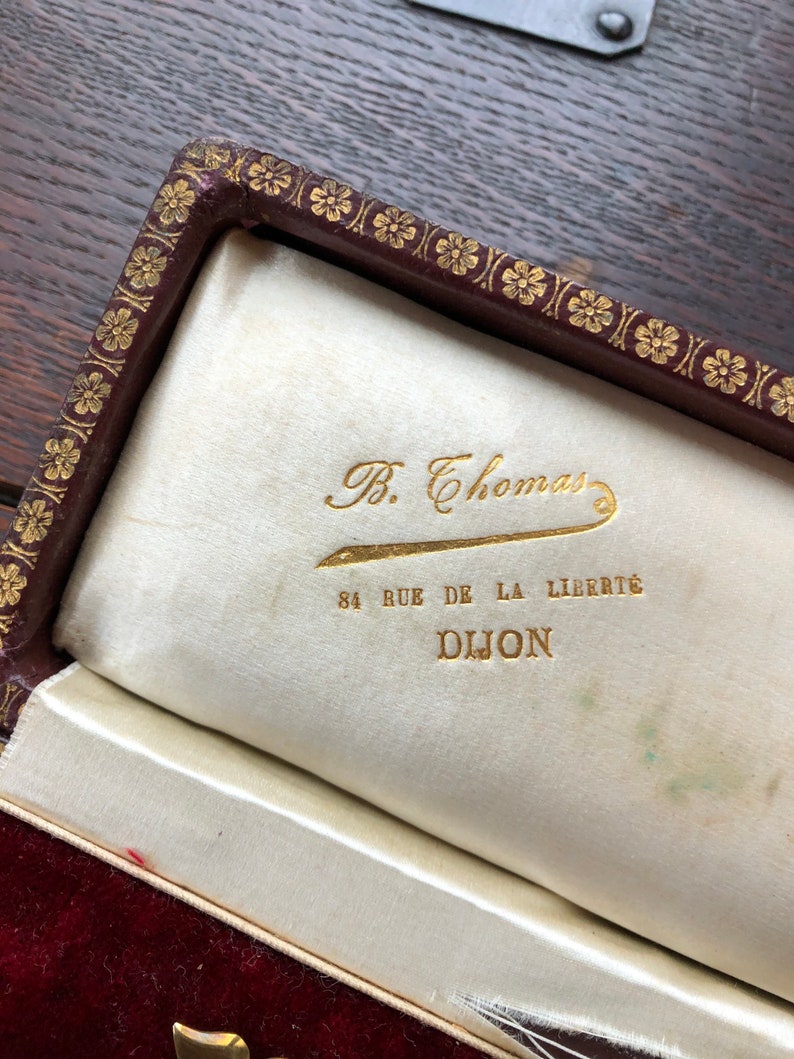 B. Thomas
84 RUE DE LA LIBERTÉ
DIJON